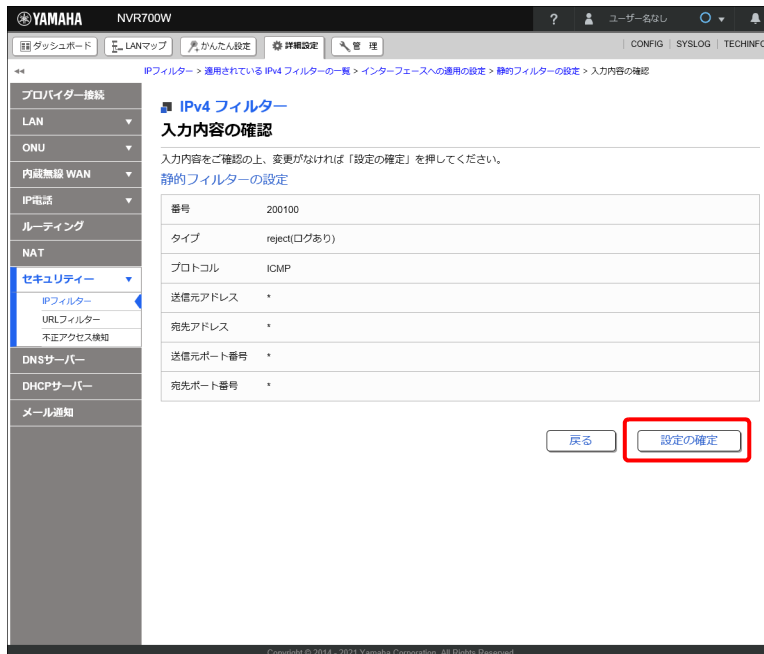 YAMAHA NVR700W ? ユーザー名なし
ダッシュボード LANマップ かんたん設定 詳細設定 管 理 CONFIG SYSLOG TECHINFO
IPフィルター > 適用されている IPv4 フィルターの一覧 > インターフェースへの適用の設定 > 静的フィルターの設定 > 入力内容の確認
プロバイダー接続
LAN
ONU
内蔵無線 WAN
IP電話
ルーティング
NAT
セキュリティー
IPフィルター
URLフィルター
不正アクセス検知
DNSサーバー
DHCPサーバー
メール通知
IPv4 フィルター
入力内容の確認
入力内容をご確認の上、変更がなければ「設定の確定」を押してください。
静的フィルターの設定
番号 200100
タイプ reject(ログあり)
プロトコル ICMP
送信元アドレス *
宛先アドレス *
送信元ポート番号 *
宛先ポート番号 *
戻る 設定の確定
Copyright © 2014 - 2021 Yamaha Corporation. All Rights Reserved.